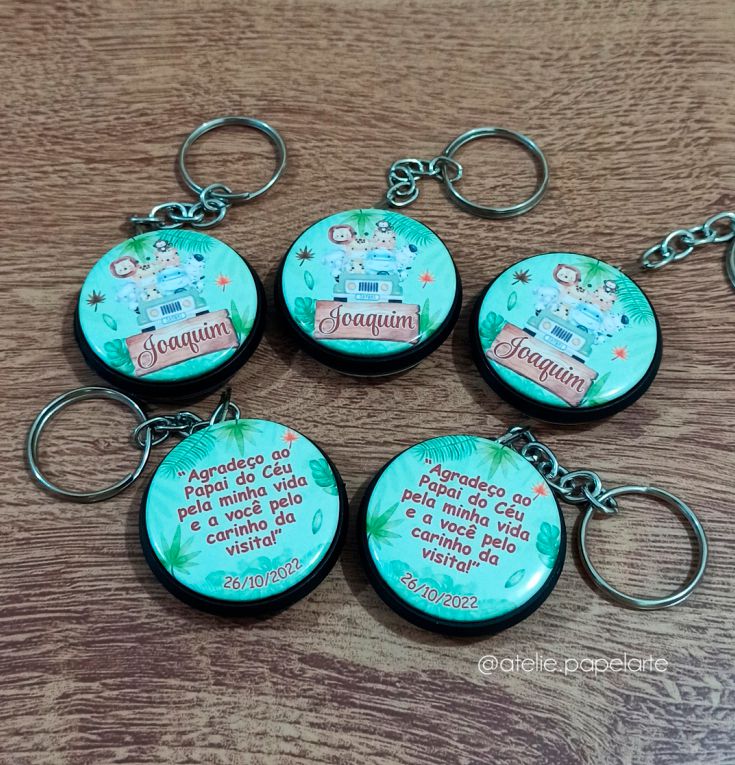 Joaquim
Joaquim
Joaquim
"Agradeço ao
Papai do Céu
pela minha vida
e a você pelo
carinho da
visita!"
26/10/2022
"Agradeço ao
Papai do Céu
pela minha vida
e a você pelo
carinho da
visita!"
26/10/2022
@atelie.papelarte